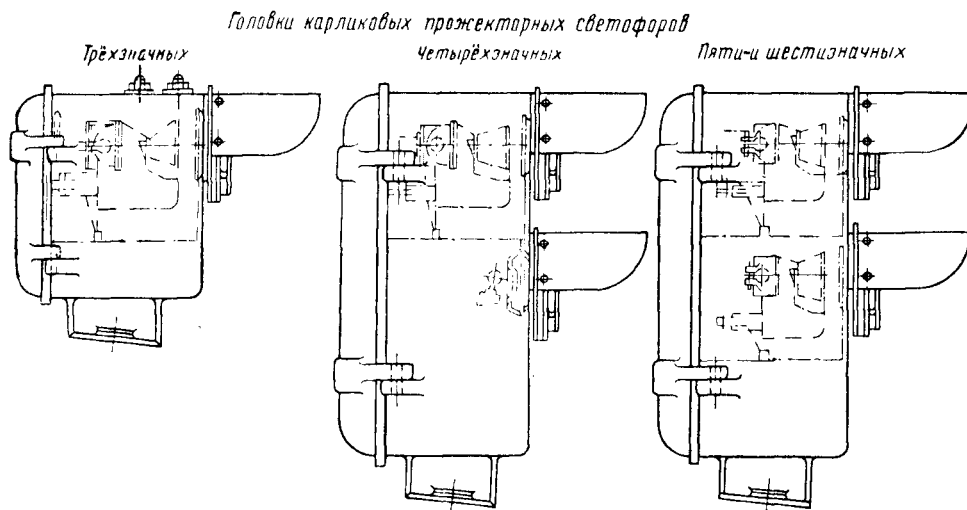 Головки карликовых прожекторных светофоров
Трёхзначных
Четырёхзначных
Пяти-и шестизначных